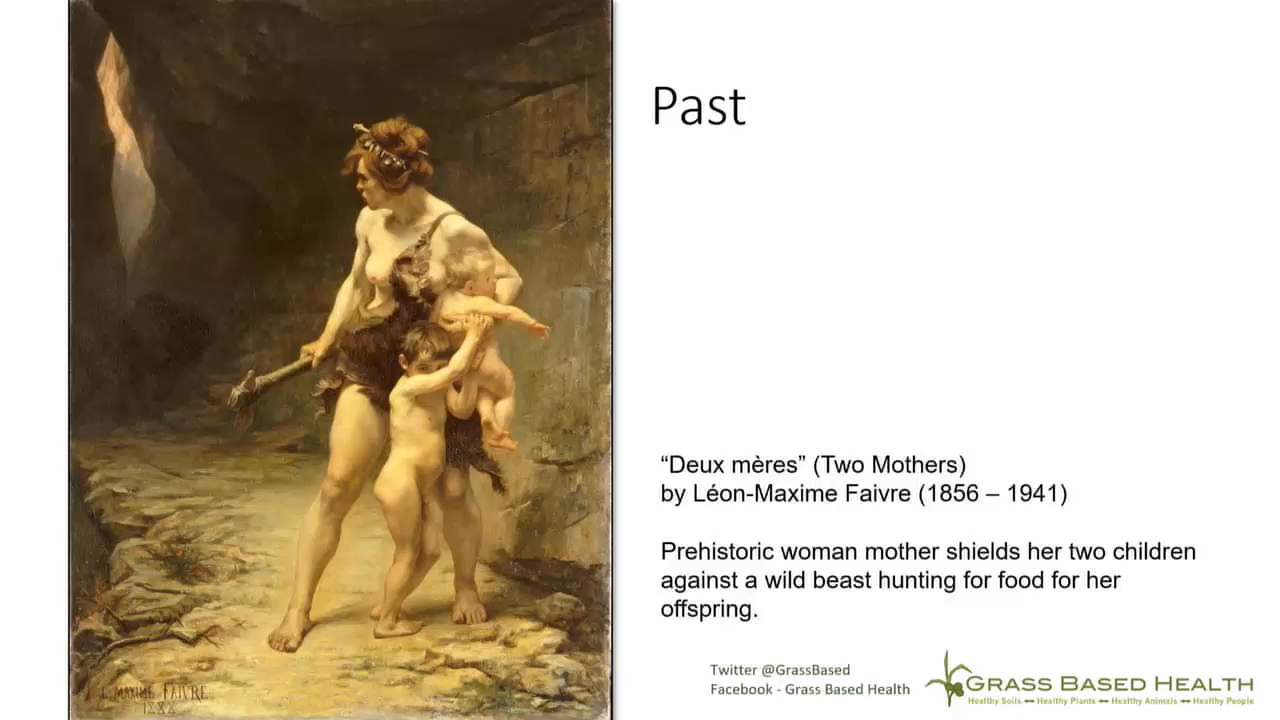 Past
“Deux mères” (Two Mothers)
by Léon-Maxime Faivre (1856 – 1941)
Prehistoric woman mother shields her two children
against a wild beast hunting for food for her
offspring.
Twitter @GrassBased
Facebook - Grass Based Health
GRASS BASED HEALTH
Healthy Soils ↔ Healthy Plants ↔ Healthy Animals ↔ Healthy People
L. MAXIME FAIVRE
1888